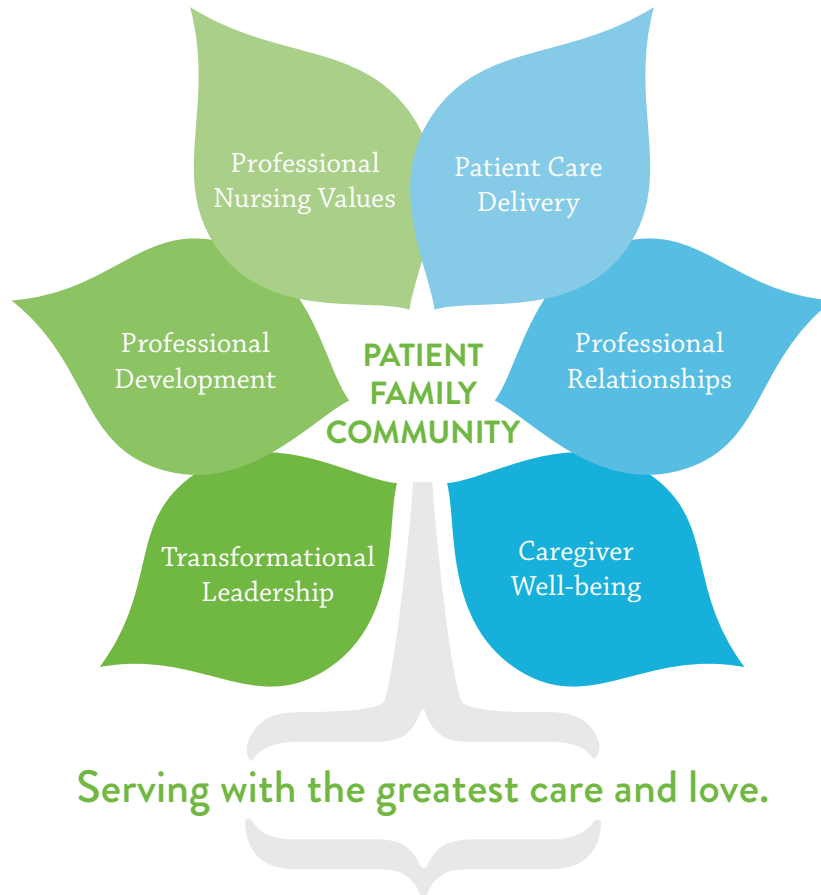 Professional
Nursing Values
Patient Care
Delivery
Professional
Development
PATIENT
FAMILY
COMMUNITY
Professional
Relationships
Transformational
Leadership
Caregiver
Well-being
Serving with the greatest care and love.